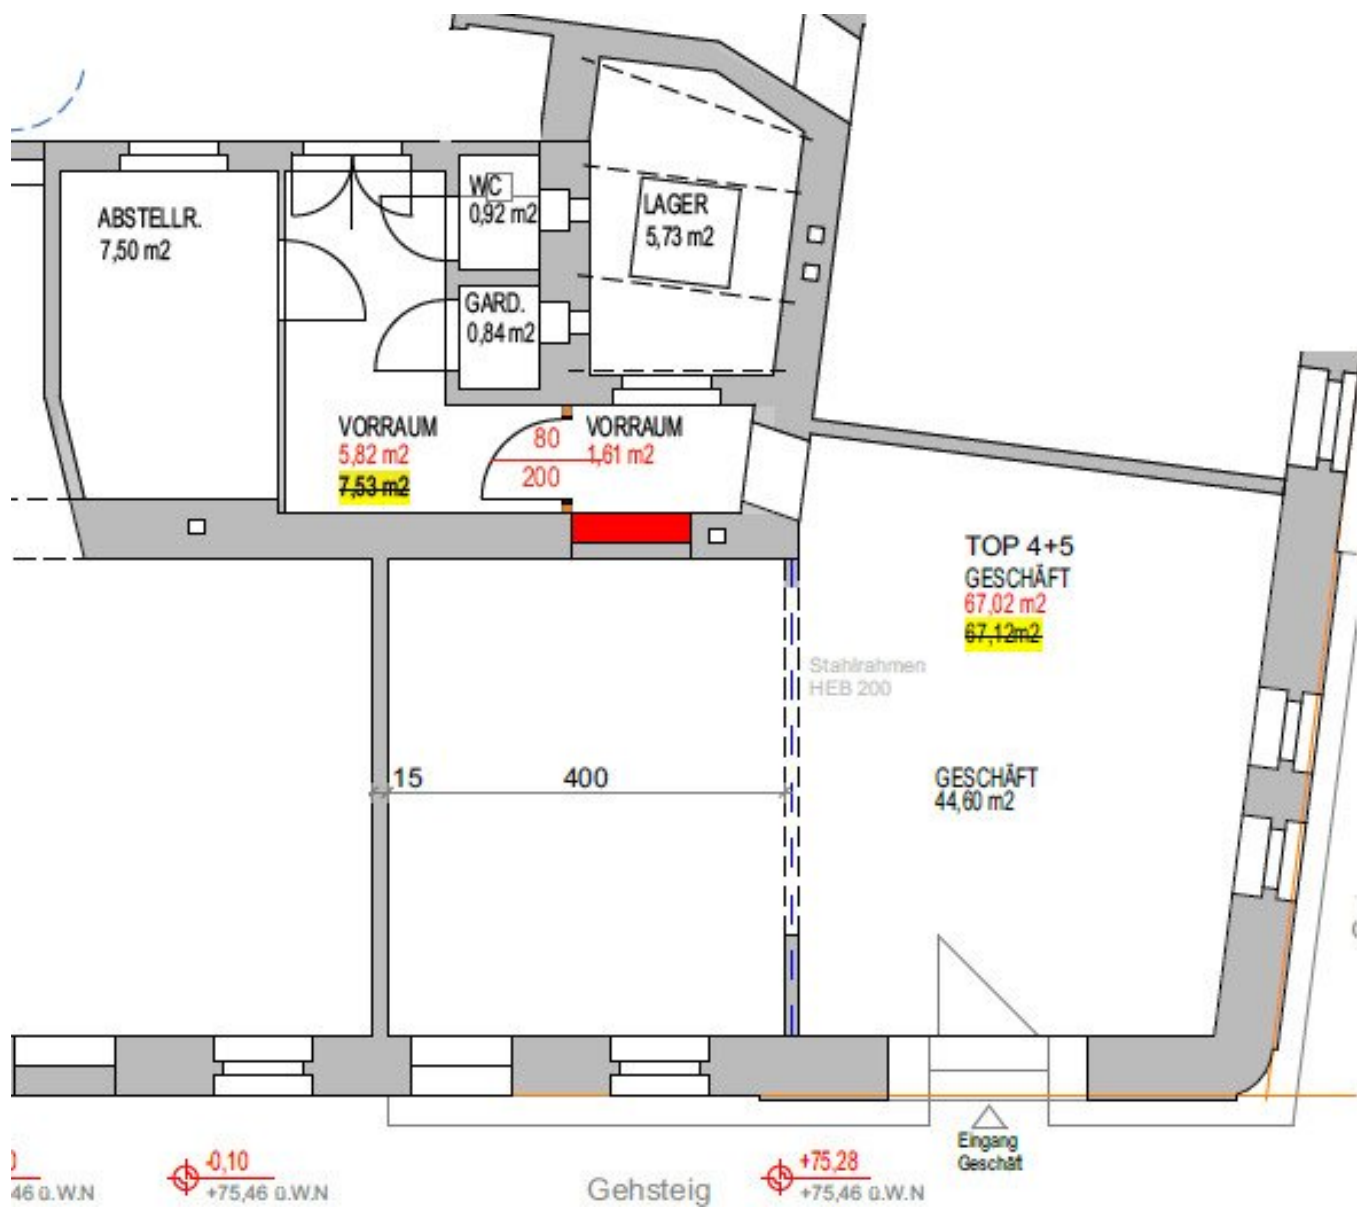 WC
0,92 m2
LAGER
5,73 m2
ABSTELLR.
7,50 m2
GARD.
0,84 m2
VORRAUM
5,82 m2
7,53 m2
80
200
VORRAUM
1,61 m2
TOP 4+5
GESCHÄFT
67,02 m2
67,12m2
Stahlrahmen
HEB 200
15
400
GESCHÄFT
44,60 m2
Eingang
Geschäft
46 ü.W.N
-0,10
+75,46 ü.W.N
Gehsteig
+75,28
+75,46 ü.W.N